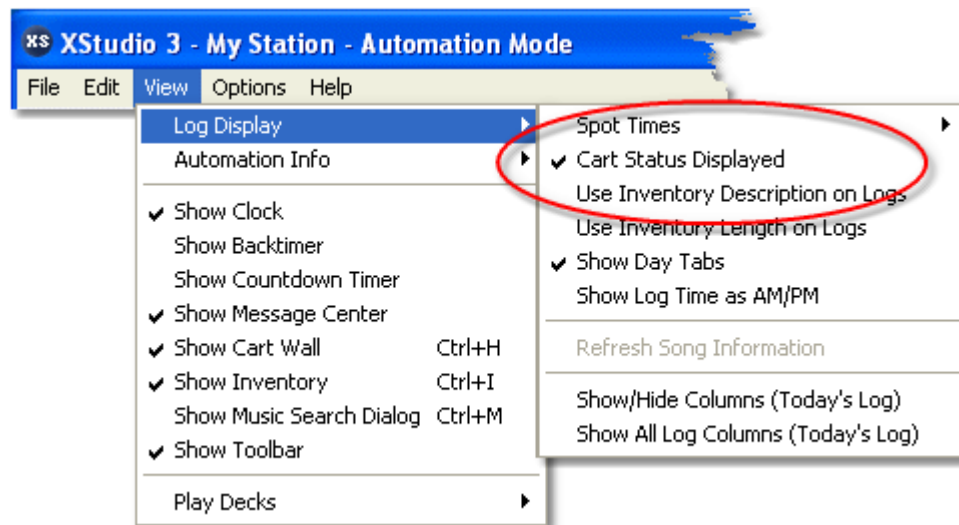 XS XStudio 3 - My Station - Automation Mode
File Edit View Options Help
Log Display
Automation Info
Show Clock
Show Backtimer
Show Countdown Timer
Show Message Center
Show Cart Wall Ctrl+H
Show Inventory Ctrl+I
Show Music Search Dialog Ctrl+M
Show Toolbar
Play Decks
Spot Times
Cart Status Displayed
Use Inventory Description on Logs
Use Inventory Length on Logs
Show Day Tabs
Show Log Time as AM/PM
Refresh Song Information
Show/Hide Columns (Today's Log)
Show All Log Columns (Today's Log)